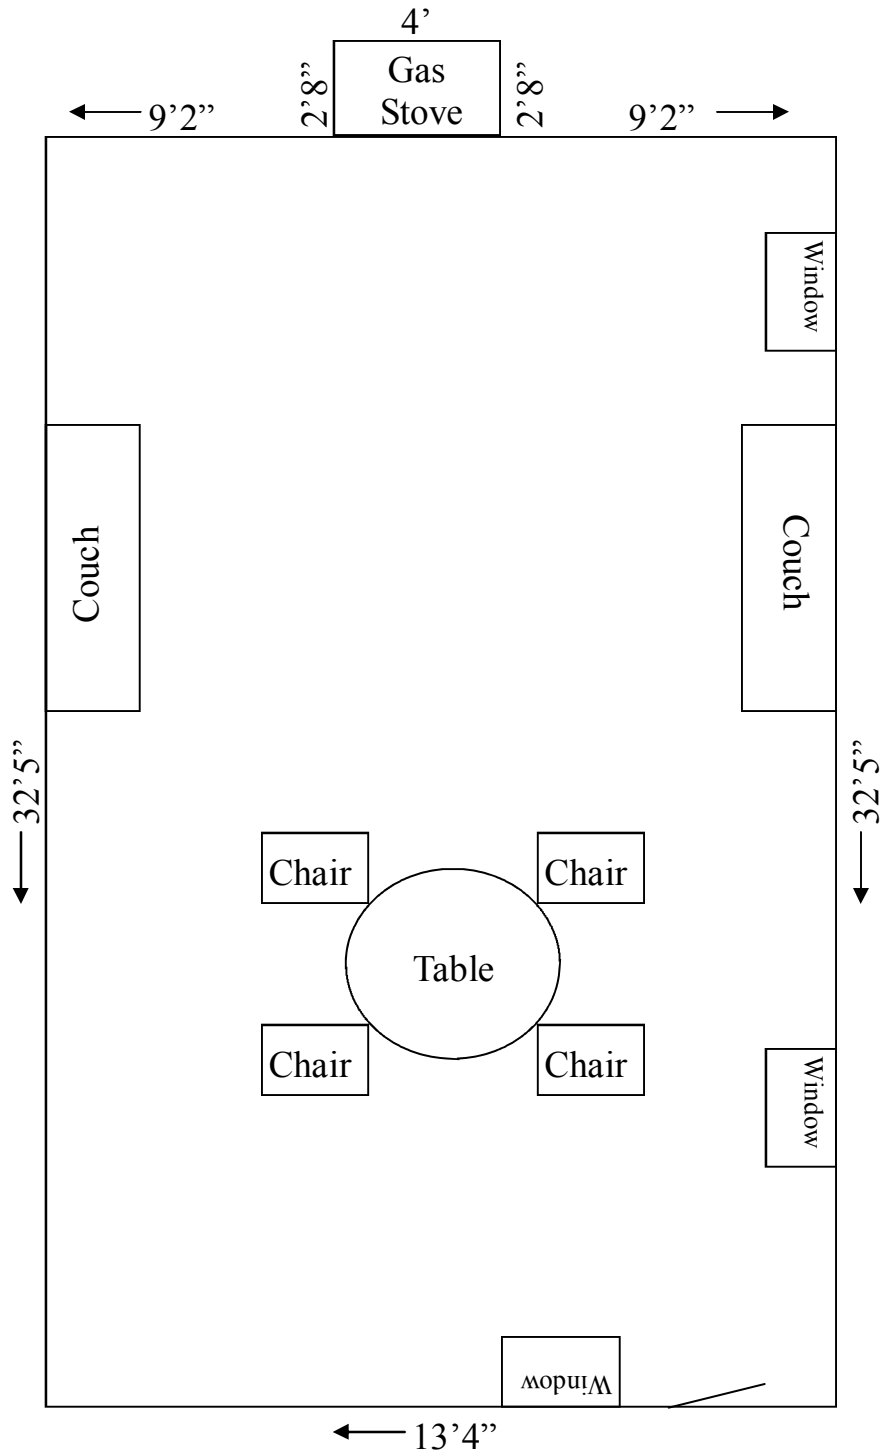 4’
Gas
Stove
2’8”
2’8”
9’2”
9’2”
Window
Couch
Couch
32’5”
32’5”
Chair
Chair
Table
Chair
Chair
Window
Window
13’4”